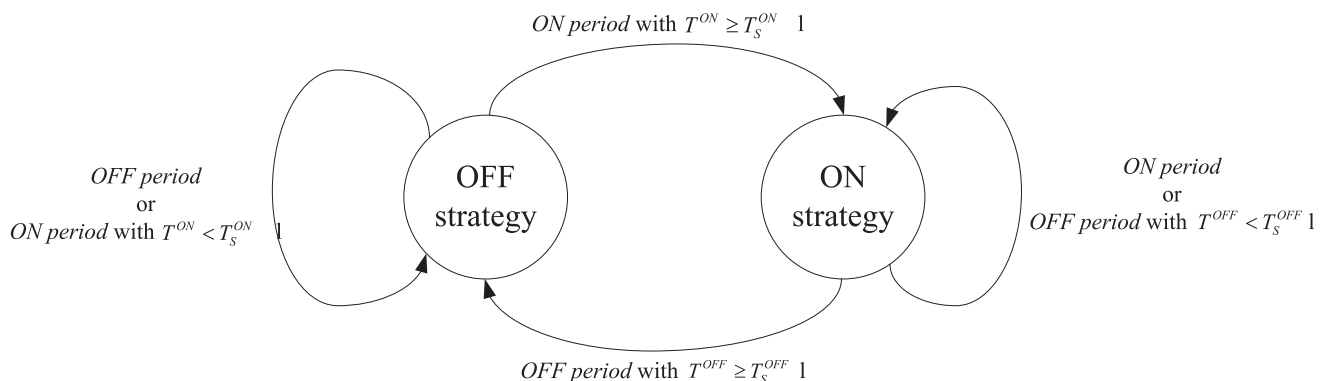 ON period with T^{ON} ≥ T_S^{ON} 1
OFF period
or
ON period with T^{ON} < T_S^{ON} 1
OFF
strategy
ON
strategy
ON period
or
OFF period with T^{OFF} < T_S^{OFF} 1
OFF period with T^{OFF} ≥ T_S^{OFF} 1